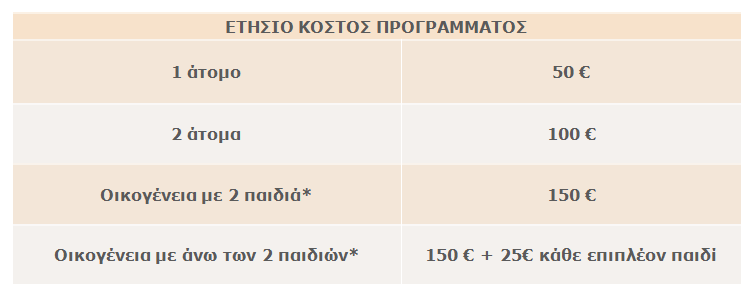 ΕΤΗΣΙΟ ΚΟΣΤΟΣ ΠΡΟΓΡΑΜΜΑΤΟΣ
1 άτομο 50 €
2 άτομα 100 €
Οικογένεια με 2 παιδιά* 150 €
Οικογένεια με άνω των 2 παιδιών* 150 € + 25€ κάθε επιπλέον παιδί